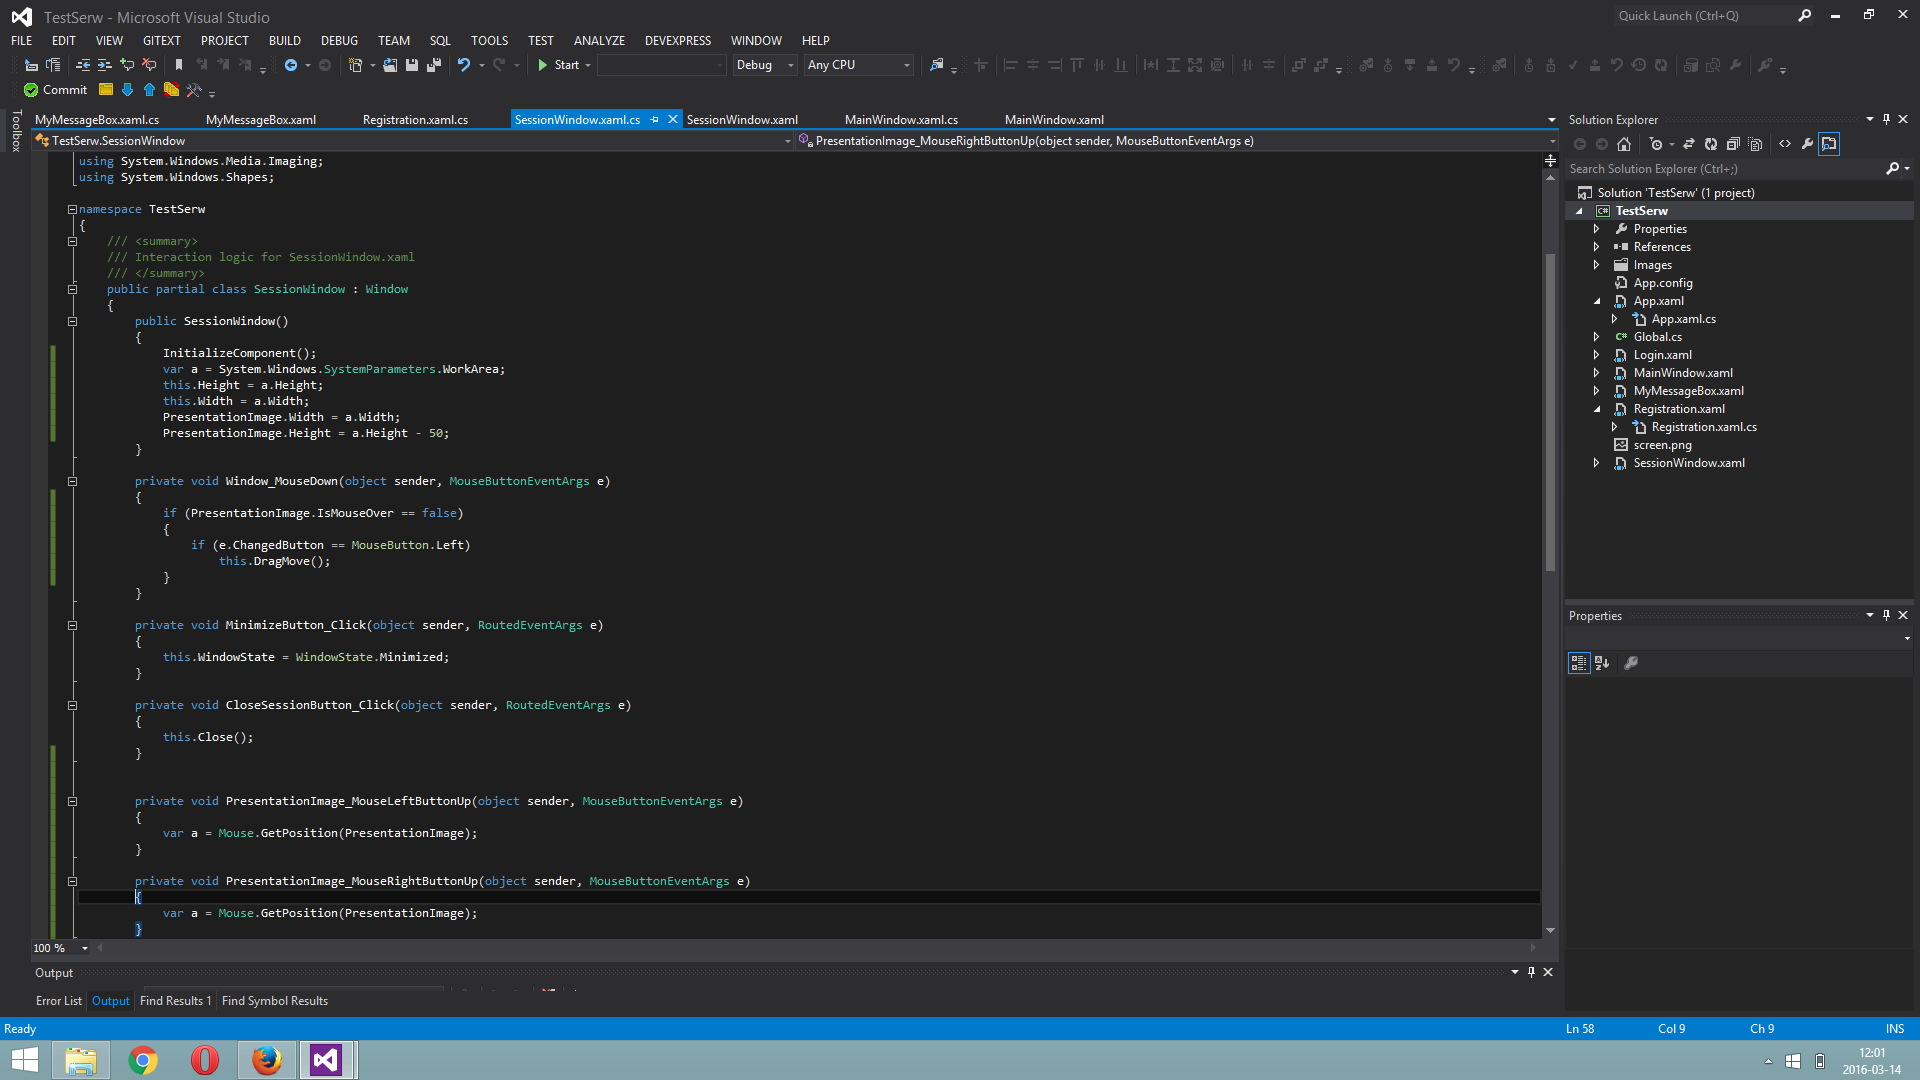 TestSerw - Microsoft Visual Studio
Quick Launch (Ctrl+Q)
FILE EDIT VIEW GITEXT PROJECT BUILD DEBUG TEAM SQL TOOLS TEST ANALYZE DEVEXPRESS WINDOW HELP
Start Debug Any CPU
Commit
Toolbox
MyMessageBox.xaml.cs MyMessageBox.xaml Registration.xaml.cs SessionWindow.xaml.cs SessionWindow.xaml MainWindow.xaml.cs MainWindow.xaml
TestSerw.SessionWindow PresentationImage_MouseRightButtonUp(object sender, MouseButtonEventArgs e)
using System.Windows.Media.Imaging;
using System.Windows.Shapes;
namespace TestSerw
{
/// <summary>
/// Interaction logic for SessionWindow.xaml
/// </summary>
public partial class SessionWindow : Window
{
public SessionWindow()
{
InitializeComponent();
var a = System.Windows.SystemParameters.WorkArea;
this.Height = a.Height;
this.Width = a.Width;
PresentationImage.Width = a.Width;
PresentationImage.Height = a.Height - 50;
}
private void Window_MouseDown(object sender, MouseButtonEventArgs e)
{
if (PresentationImage.IsMouseOver == false)
{
if (e.ChangedButton == MouseButton.Left)
this.DragMove();
}
}
private void MinimizeButton_Click(object sender, RoutedEventArgs e)
{
this.WindowState = WindowState.Minimized;
}
private void CloseSessionButton_Click(object sender, RoutedEventArgs e)
{
this.Close();
}
private void PresentationImage_MouseLeftButtonUp(object sender, MouseButtonEventArgs e)
{
var a = Mouse.GetPosition(PresentationImage);
}
private void PresentationImage_MouseRightButtonUp(object sender, MouseButtonEventArgs e)
{
var a = Mouse.GetPosition(PresentationImage);
}
100 %
Output
Error List Output Find Results 1 Find Symbol Results
Solution Explorer
Search Solution Explorer (Ctrl+;)
Solution 'TestSerw' (1 project)
C# TestSerw
Properties
References
Images
App.config
App.xaml
App.xaml.cs
C# Global.cs
Login.xaml
MainWindow.xaml
MyMessageBox.xaml
Registration.xaml
Registration.xaml.cs
screen.png
SessionWindow.xaml
Properties
Ready Ln 58 Col 9 Ch 9 INS
12:01
2016-03-14